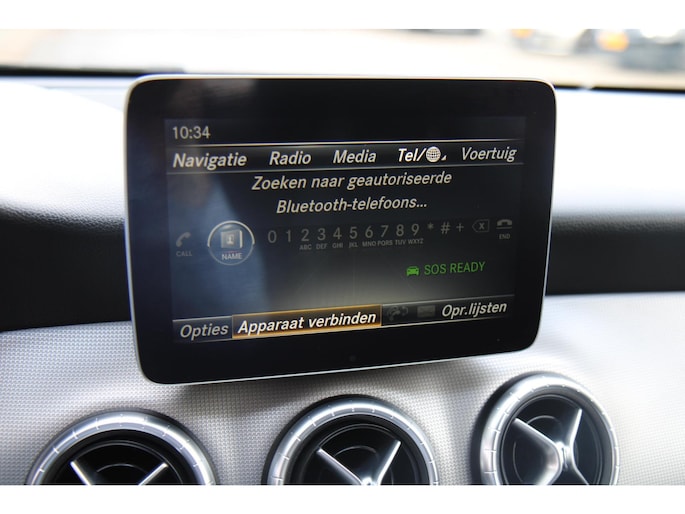 10:34
Navigatie Radio Media Tel/ Voertuig
Zoeken naar geautoriseerde
Bluetooth-telefoons...
0 1 2 3 4 5 6 7 8 9 * # +
ABC DEF GHI JKL MNO PQRS TUV WXYZ
CALL NAME END
SOS READY
Opties Apparaat verbinden Opr.lijsten